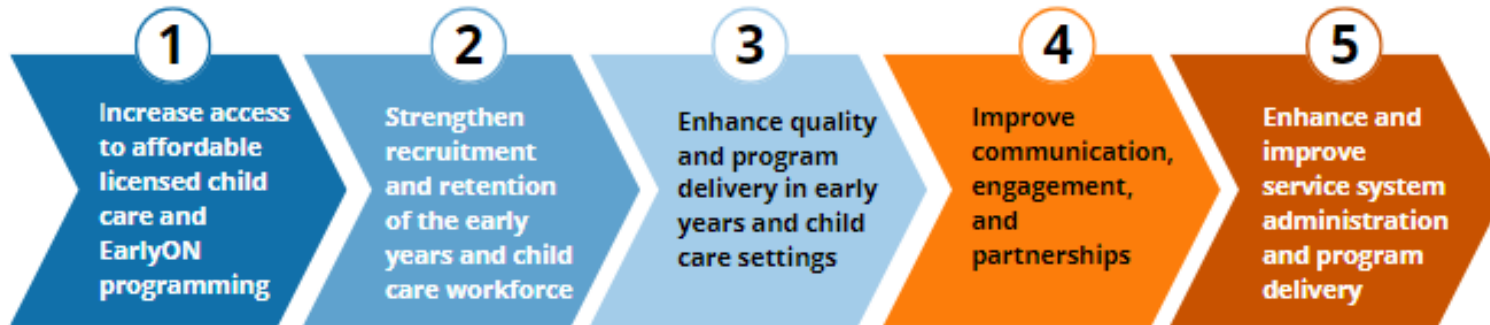 1
Increase access
to affordable
licensed child
care and
EarlyON
programming
2
Strengthen
recruitment
and retention
of the early
years and child
care workforce
3
Enhance quality
and program
delivery in early
years and child
care settings
4
Improve
communication,
engagement,
and
partnerships
5
Enhance and
improve
service system
administration
and program
delivery